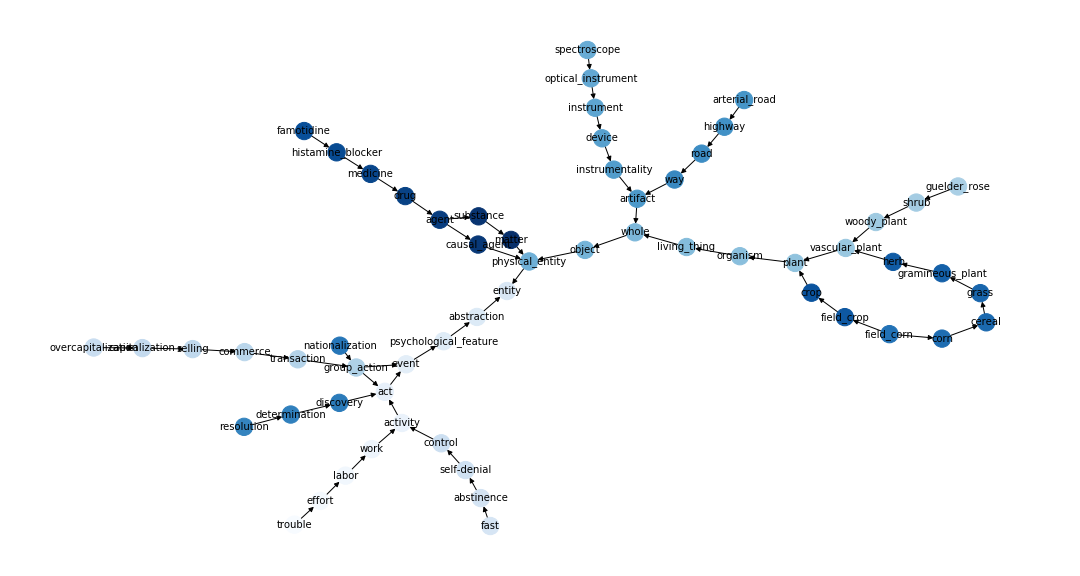 spectroscope
optical_instrument
arterial_road
instrument
highway
famotidine
device
histamine_blocker
road
instrumentality
medicine
way
guelder_rose
drug
artifact
shrub
agent
substance
woody_plant
whole
matter
causal_agent
object
living_thing
vascular_plant
organism
physical_entity
plant
herb
gramineous_plant
entity
crop
grass
abstraction
field_crop
cereal
field_corn
corn
psychological_feature
nationalization
overcapitalization
capitalization
selling
commerce
transaction
group_action
event
act
discovery
determination
resolution
activity
control
work
self-denial
labor
abstinence
effort
trouble
fast